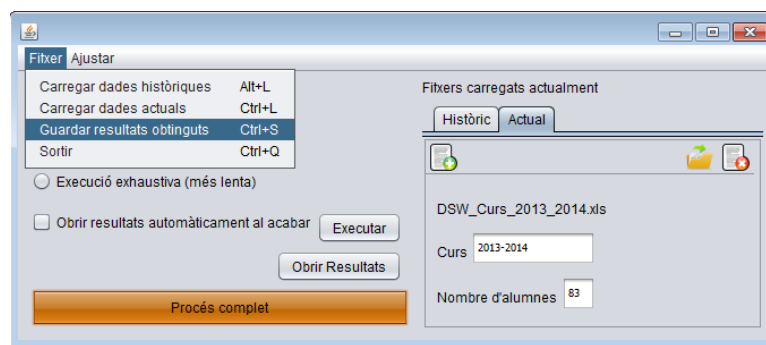 Fitxer Ajustar
Carregar dades històriques Alt+L
Carregar dades actuals Ctrl+L
Guardar resultats obtinguts Ctrl+S
Sortir Ctrl+Q
Execució exhaustiva (més lenta)
Obrir resultats automàticament al acabar
Executar
Obrir Resultats
Procés complet
Fitxers carregats actualment
Històric Actual
DSW_Curs_2013_2014.xls
Curs 2013-2014
Nombre d'alumnes 83